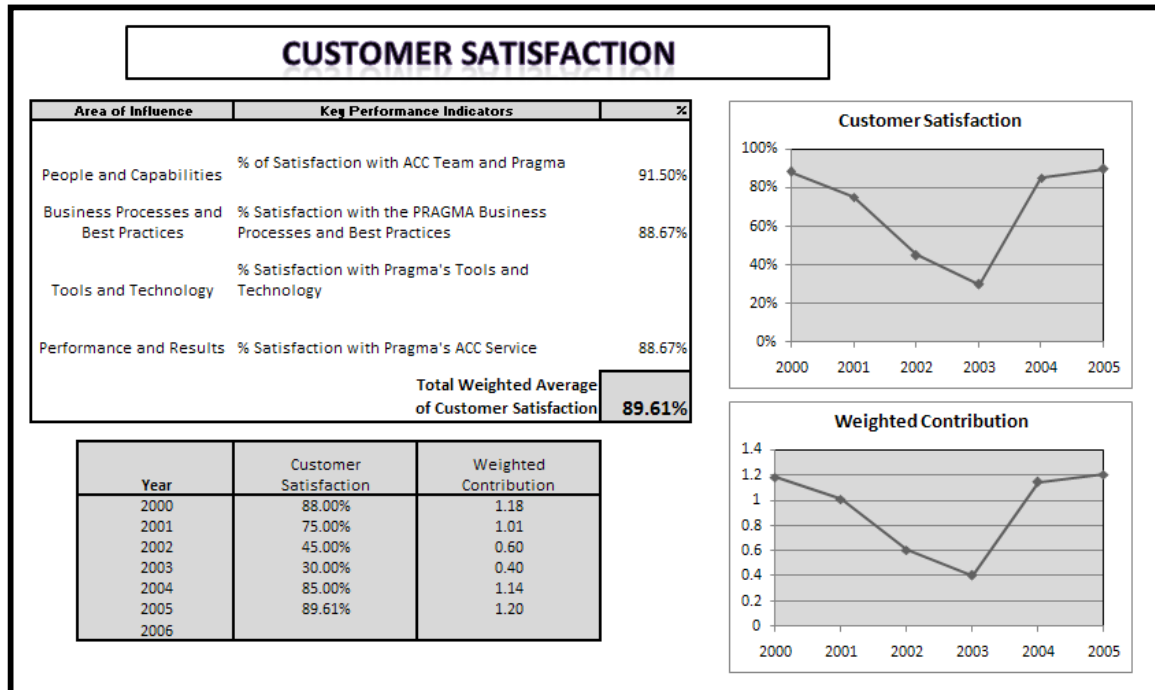 CUSTOMER SATISFACTION
Area of Influence Key Performance Indicators %
People and Capabilities % of Satisfaction with ACC Team and Pragma 91.50%
Business Processes and
Best Practices
% Satisfaction with the PRAGMA Business
Processes and Best Practices
88.67%
Tools and Technology
% Satisfaction with Pragma's Tools and
Technology
Performance and Results % Satisfaction with Pragma's ACC Service 88.67%
Total Weighted Average
of Customer Satisfaction 89.61%
Year
Customer
Satisfaction
Weighted
Contribution
2000 88.00% 1.18
2001 75.00% 1.01
2002 45.00% 0.60
2003 30.00% 0.40
2004 85.00% 1.14
2005 89.61% 1.20
2006
Customer Satisfaction
100%
80%
60%
40%
20%
0%
2000 2001 2002 2003 2004 2005
Weighted Contribution
1.4
1.2
1
0.8
0.6
0.4
0.2
0
2000 2001 2002 2003 2004 2005